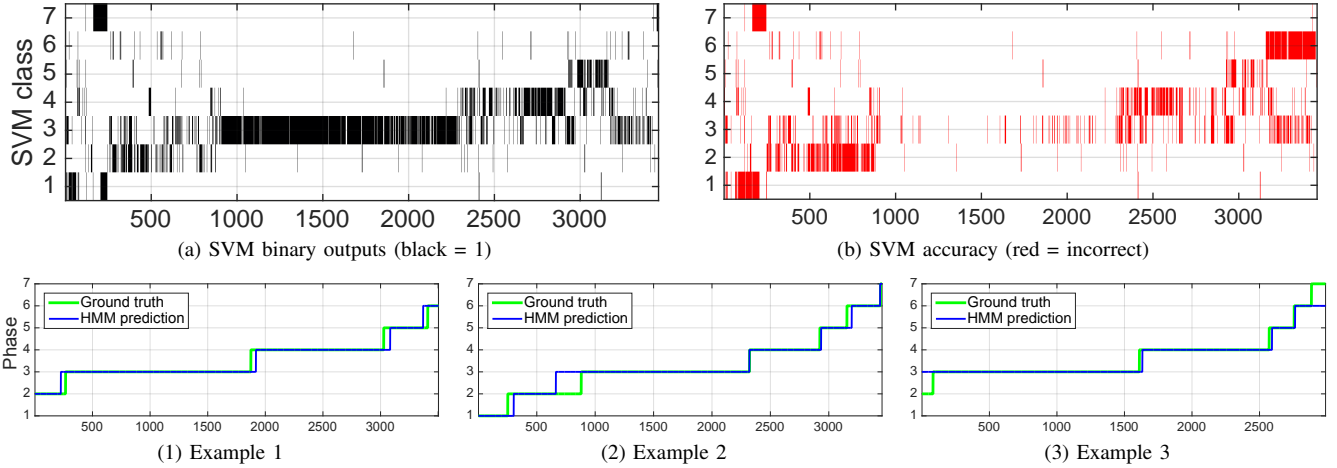 SVM class
7
6
5
4
3
2
1
500 1000 1500 2000 2500 3000
(a) SVM binary outputs (black = 1)
7
6
5
4
3
2
1
500 1000 1500 2000 2500 3000
(b) SVM accuracy (red = incorrect)
Phase
7
6
5
4
3
2
1
Ground truth
HMM prediction
500 1000 1500 2000 2500 3000
(1) Example 1
7
6
5
4
3
2
1
Ground truth
HMM prediction
500 1000 1500 2000 2500 3000
(2) Example 2
7
6
5
4
3
2
1
Ground truth
HMM prediction
500 1000 1500 2000 2500
(3) Example 3